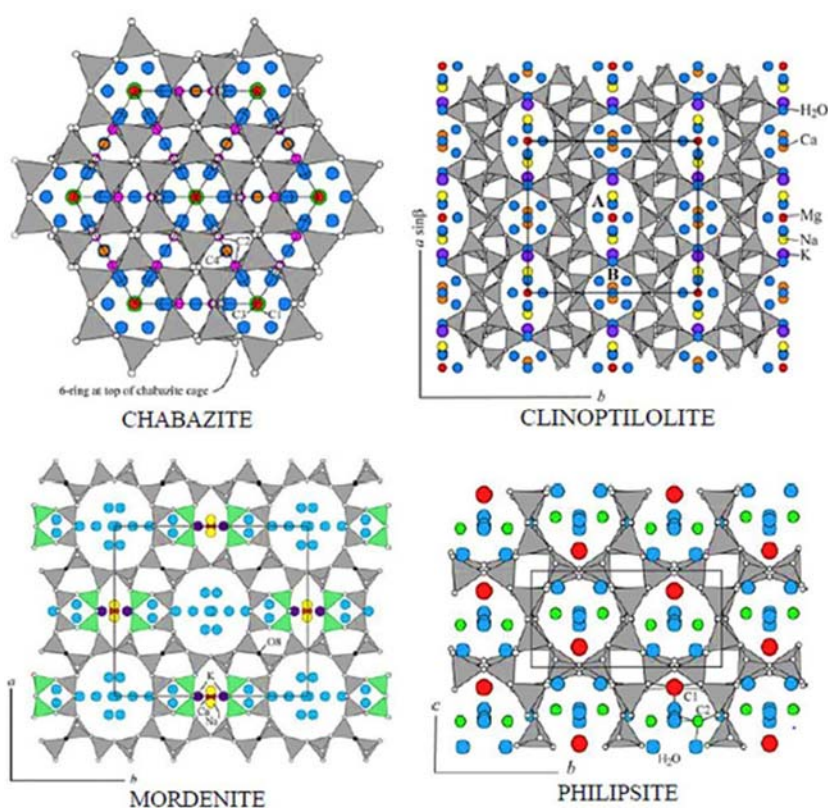 C2
C4
C3 C1
6-ring at top of chabazite cage
CHABAZITE
H₂O
Ca
A
Mg
Na
K
B
a sinβ
b
CLINOPTILOLITE
O8
K
Ca
Na
a
b
MORDENITE
C1
C2
H₂O
c
b
PHILIPSITE